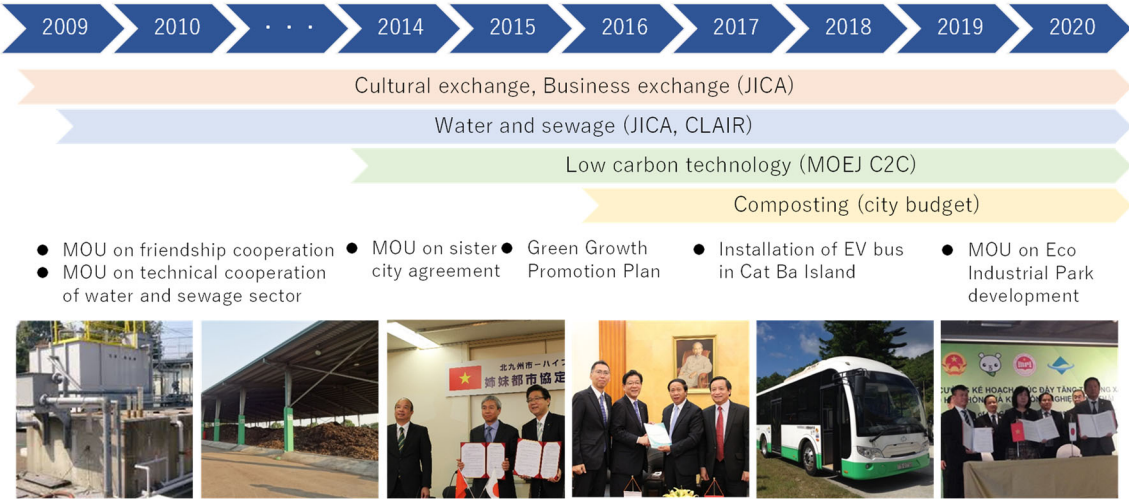 2009 2010 ・・・ 2014 2015 2016 2017 2018 2019 2020
Cultural exchange, Business exchange (JICA)
Water and sewage (JICA, CLAIR)
Low carbon technology (MOEJ C2C)
Composting (city budget)
● MOU on friendship cooperation
● MOU on technical cooperation
of water and sewage sector
● MOU on sister
city agreement
● Green Growth
Promotion Plan
● Installation of EV bus
in Cat Ba Island
● MOU on Eco
Industrial Park
development
北九州市ーハイフ
姉妹都市協定